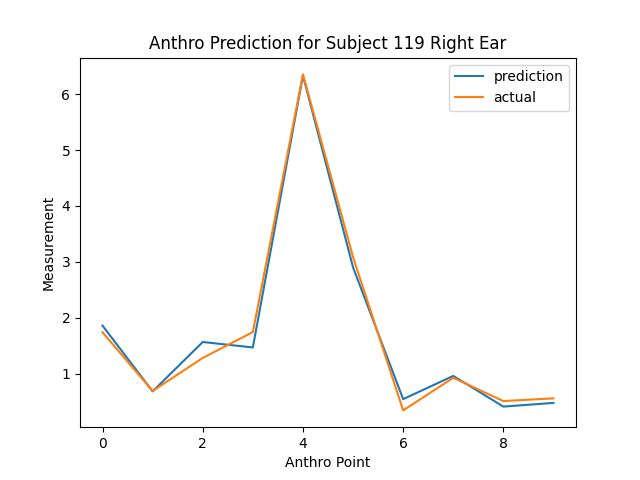 Anthro Prediction for Subject 119 Right Ear
prediction
actual
Measurement
6
5
4
3
2
1
0 2 4 6 8
Anthro Point